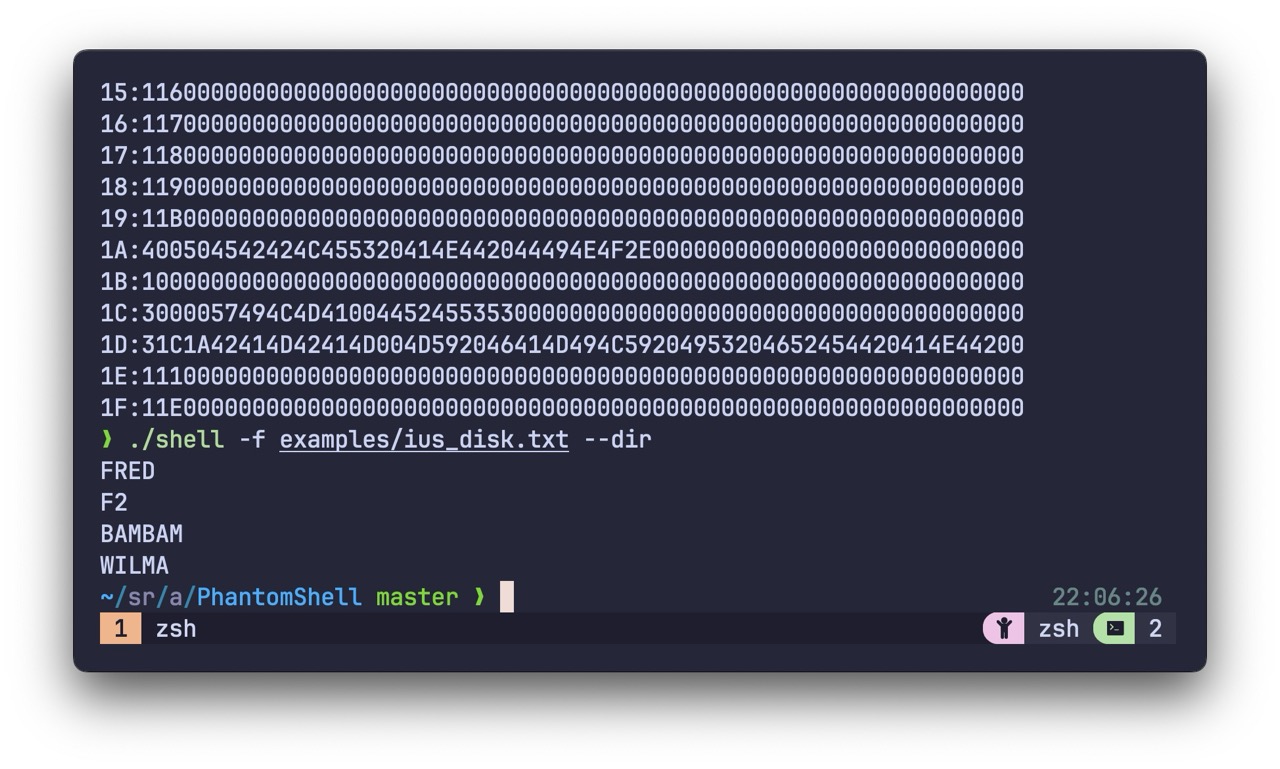 15:1160000000000000000000000000000000000000000000000000000000000000
16:1170000000000000000000000000000000000000000000000000000000000000
17:1180000000000000000000000000000000000000000000000000000000000000
18:1190000000000000000000000000000000000000000000000000000000000000
19:11B0000000000000000000000000000000000000000000000000000000000000
1A:400504542424C455320414E442044494E4F2E000000000000000000000000000
1B:1000000000000000000000000000000000000000000000000000000000000000
1C:3000057494C4D410044524553530000000000000000000000000000000000000
1D:31C1A42414D42414D004D592046414D494C59204953204652454420414E44200
1E:1110000000000000000000000000000000000000000000000000000000000000
1F:11E0000000000000000000000000000000000000000000000000000000000000
❯ ./shell -f examples/ius_disk.txt --dir
FRED
F2
BAMBAM
WILMA
~/sr/a/PhantomShell master ❯ 22:06:26
1 zsh zsh 2